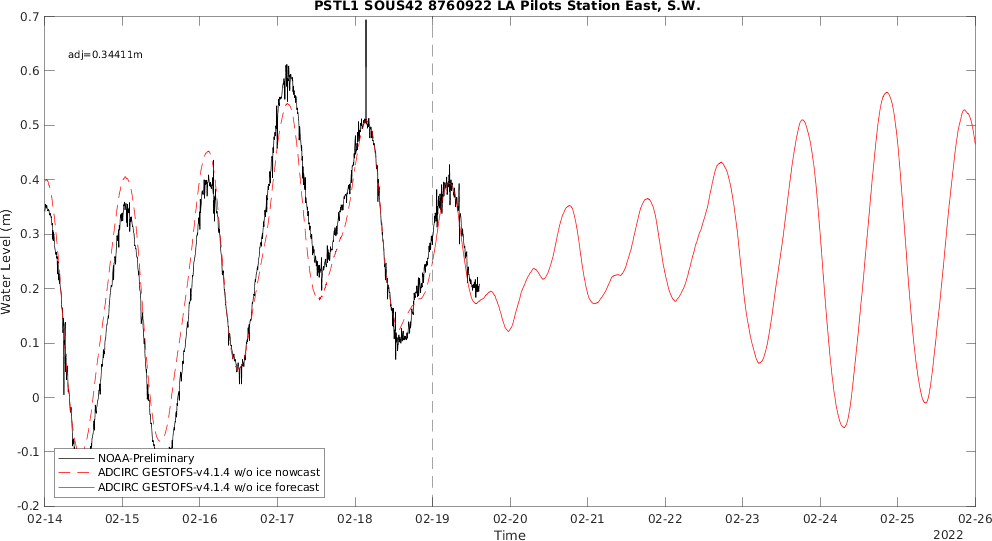 PSTL1 SOUS42 8760922 LA Pilots Station East, S.W.
adj=0.34411m
Water Level (m)
0.7
0.6
0.5
0.4
0.3
0.2
0.1
0
-0.1
-0.2
NOAA-Preliminary
ADCIRC GESTOFS-v4.1.4 w/o ice nowcast
ADCIRC GESTOFS-v4.1.4 w/o ice forecast
02-14 02-15 02-16 02-17 02-18 02-19 02-20 02-21 02-22 02-23 02-24 02-25 02-26
Time
2022